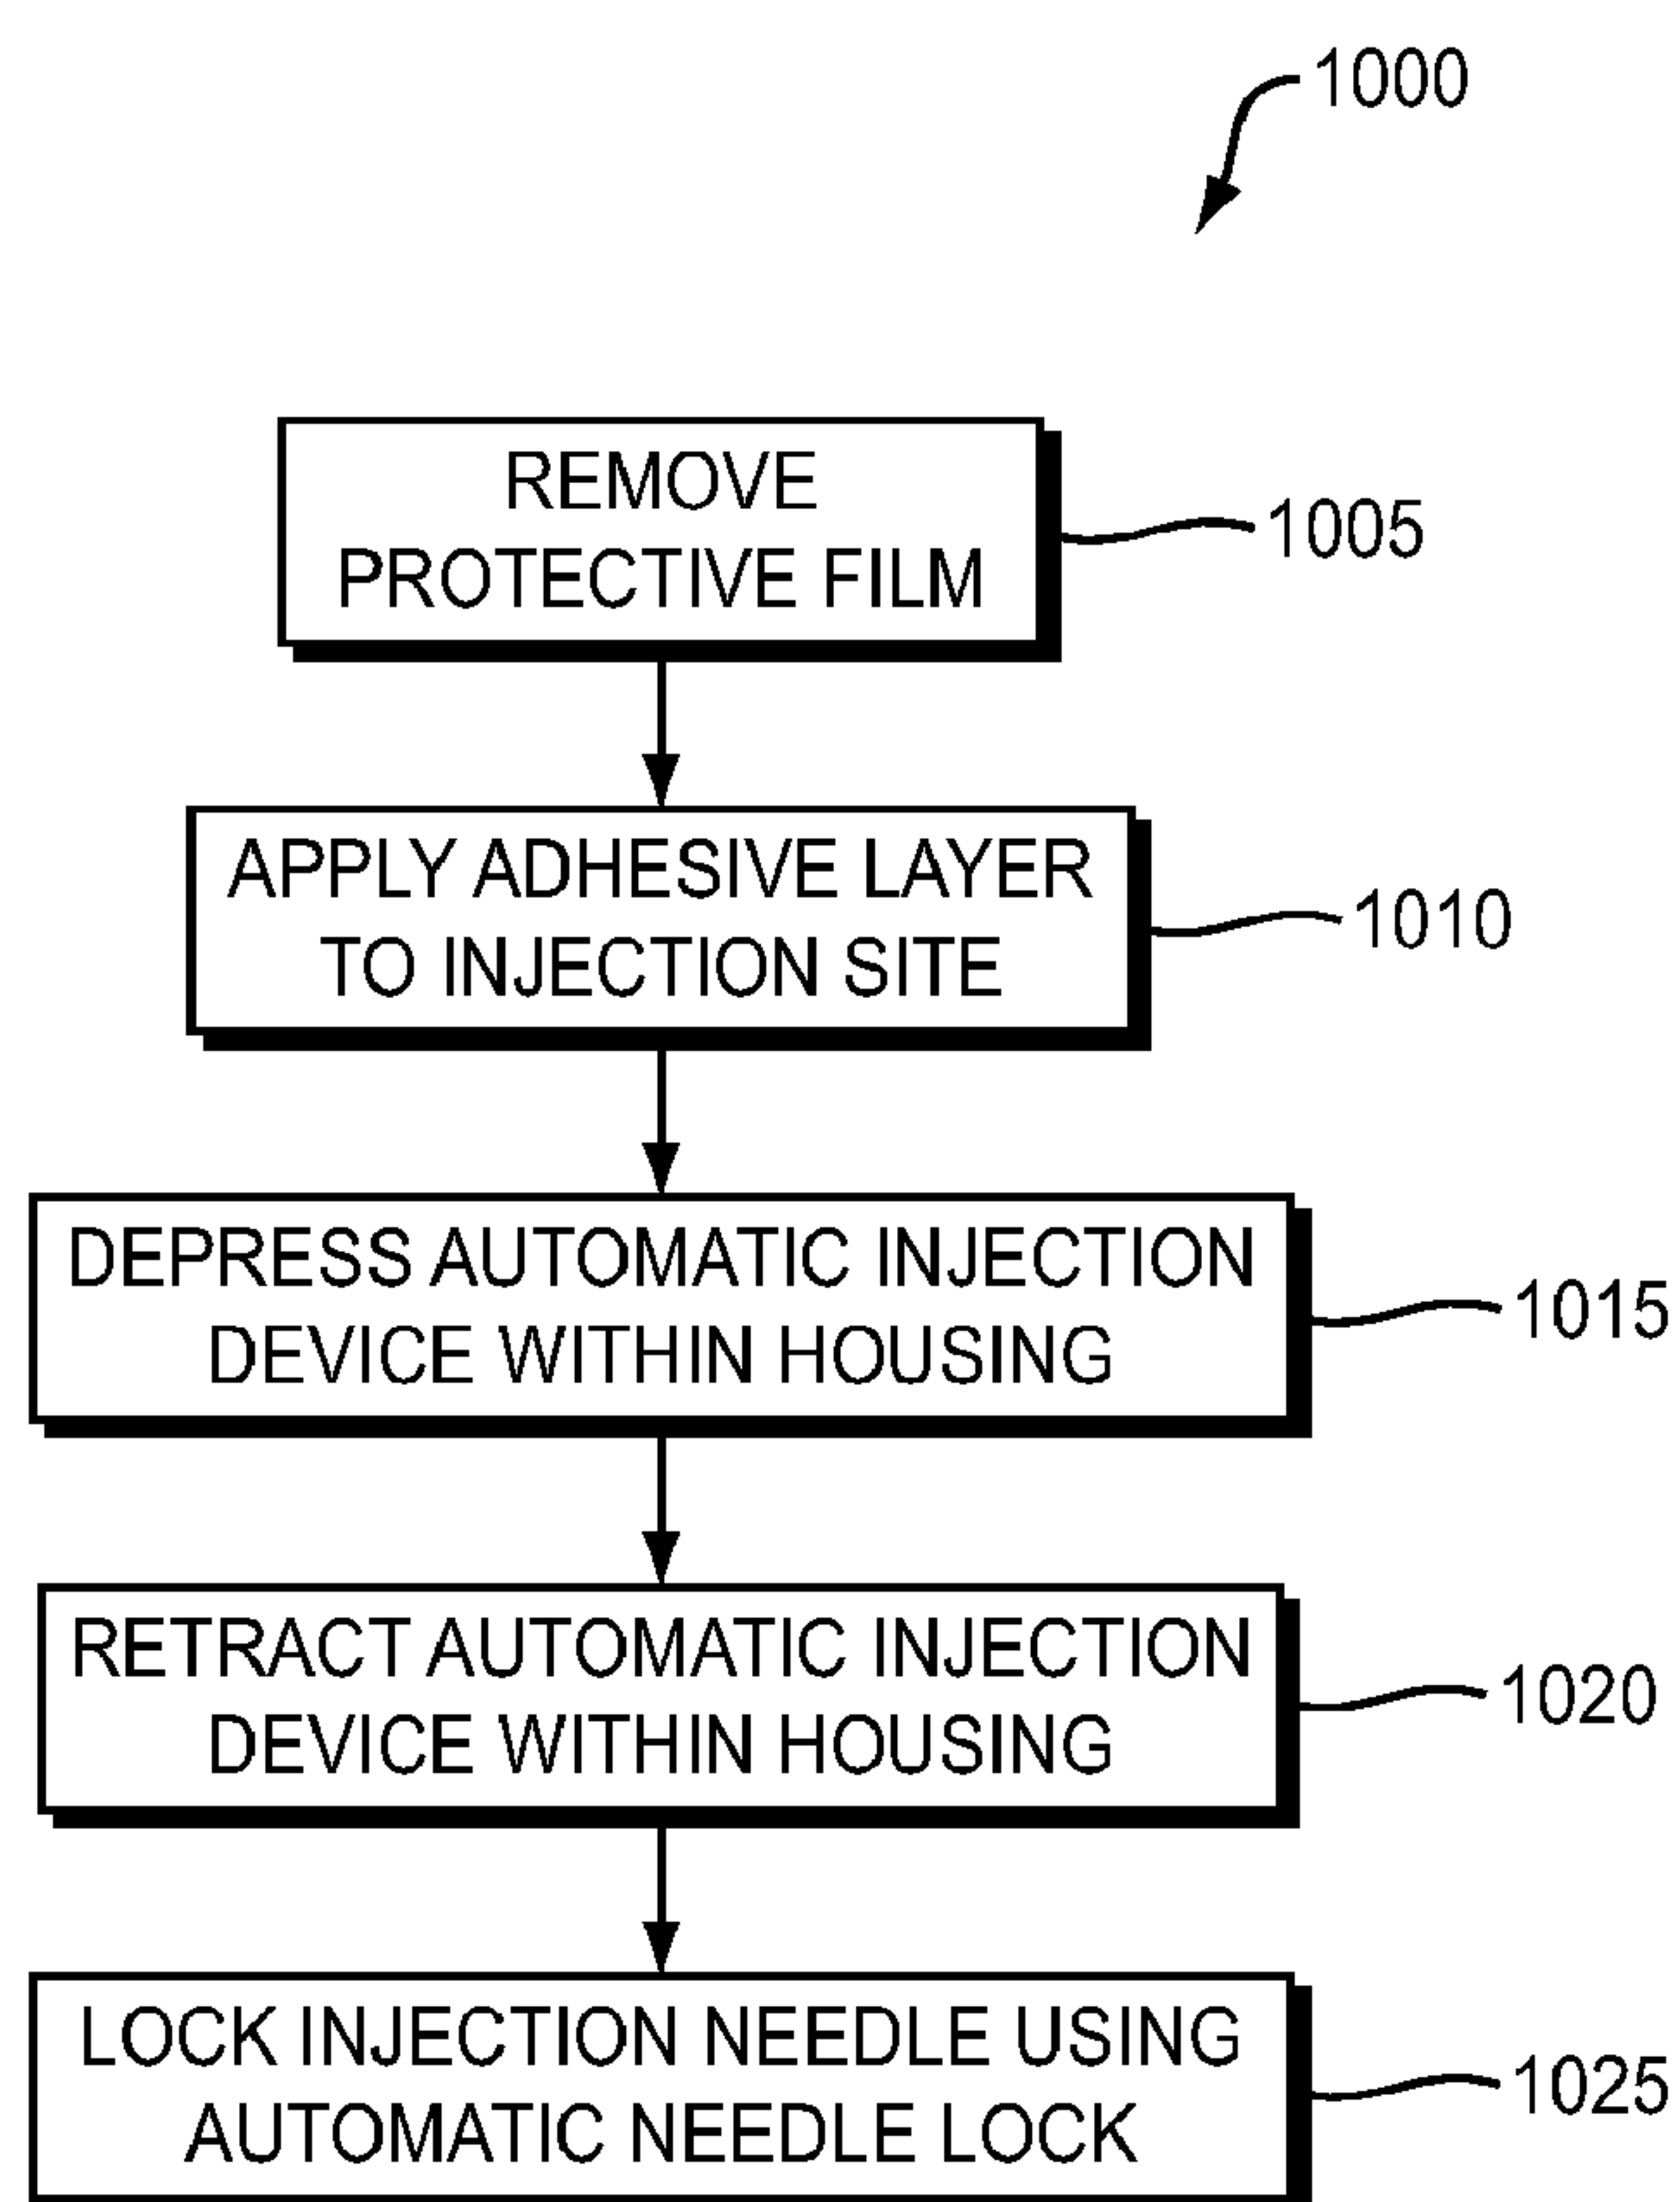 1000
REMOVE
PROTECTIVE FILM
1005
APPLY ADHESIVE LAYER
TO INJECTION SITE
1010
DEPRESS AUTOMATIC INJECTION
DEVICE WITHIN HOUSING
1015
RETRACT AUTOMATIC INJECTION
DEVICE WITHIN HOUSING
1020
LOCK INJECTION NEEDLE USING
AUTOMATIC NEEDLE LOCK
1025